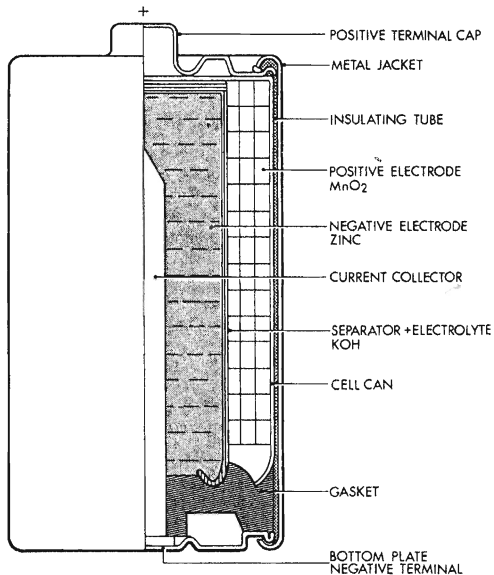 +
POSITIVE TERMINAL CAP
METAL JACKET
INSULATING TUBE
POSITIVE ELECTRODE
MnO₂
NEGATIVE ELECTRODE
ZINC
CURRENT COLLECTOR
SEPARATOR + ELECTROLYTE
KOH
CELL CAN
GASKET
BOTTOM PLATE
NEGATIVE TERMINAL